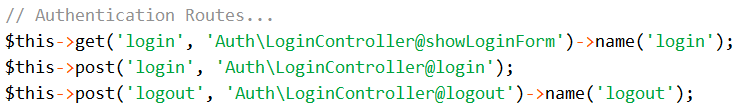 // Authentication Routes...
$this->get('login', 'Auth\LoginController@showLoginForm')->name('login');
$this->post('login', 'Auth\LoginController@login');
$this->post('logout', 'Auth\LoginController@logout')->name('logout');